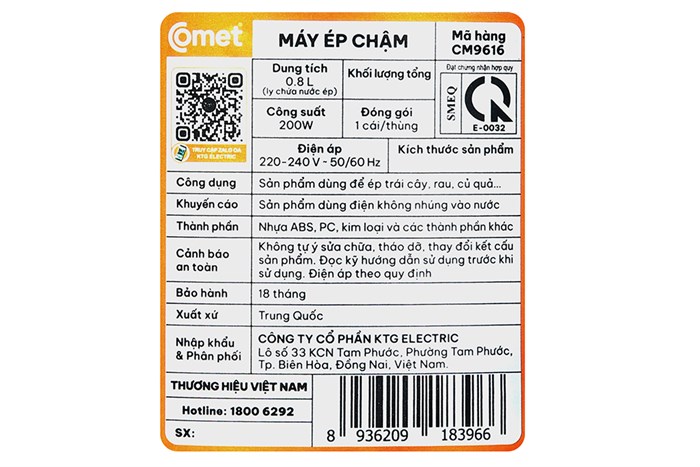 Comet
MÁY ÉP CHẬM
Mã hàng
CM9616
Dung tích
0.8 L
(ly chứa nước ép)
Khối lượng tổng
Đạt chứng nhận hợp quy
SMEQ
E-0032
Công suất
200W
Đóng gói
1 cái/thùng
TRUY CẬP ZALO OA
KTG ELECTRIC
Điện áp
220-240 V - 50/60 Hz
Kích thước sản phẩm
Công dụng
Sản phẩm dùng để ép trái cây, rau, củ quả...
Khuyến cáo
Sản phẩm dùng điện không nhúng vào nước
Thành phần
Nhựa ABS, PC, kim loại và các thành phần khác
Cảnh báo
an toàn
Không tự ý sửa chữa, tháo dỡ, thay đổi kết cấu
sản phẩm. Đọc kỹ hướng dẫn sử dụng trước khi
sử dụng. Điện áp theo quy định
Bảo hành
18 tháng
Xuất xứ
Trung Quốc
Nhập khẩu
& Phân phối
CÔNG TY CỔ PHẦN KTG ELECTRIC
Lô số 33 KCN Tam Phước, Phường Tam Phước,
Tp. Biên Hòa, Đồng Nai, Việt Nam.
THƯƠNG HIỆU VIỆT NAM
Hotline: 1800 6292
SX:
8 936209 183966